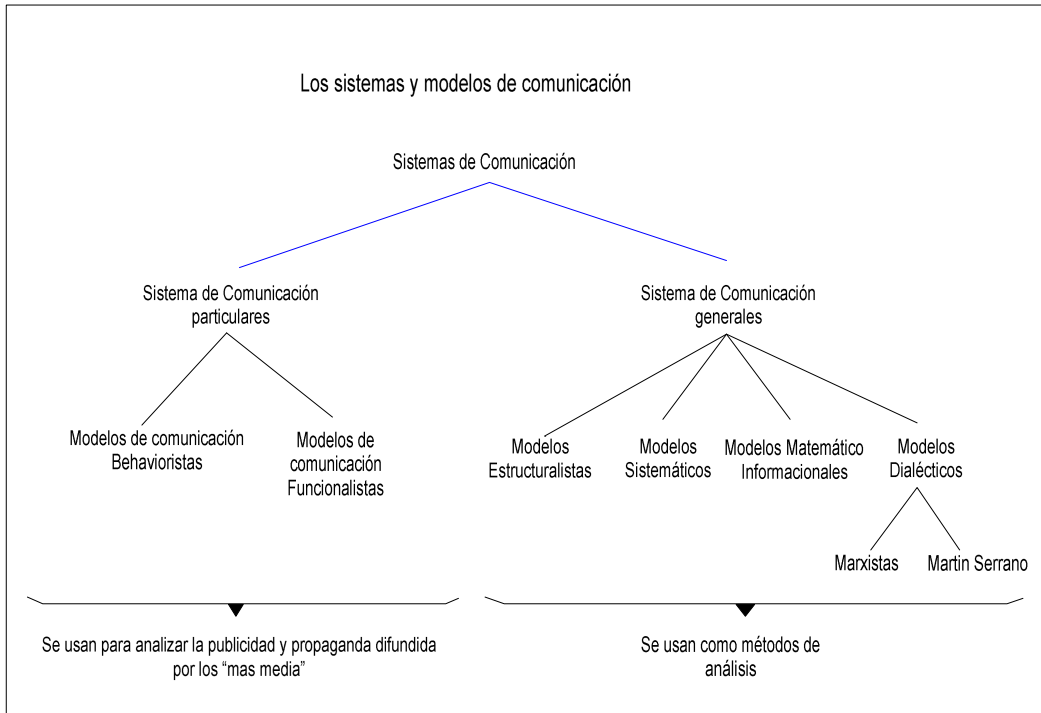 Los sistemas y modelos de comunicación
Sistemas de Comunicación
Sistema de Comunicación
particulares
Sistema de Comunicación
generales
Modelos de comunicación
Behavioristas
Modelos de
comunicación
Funcionalistas
Modelos
Estructuralistas
Modelos
Sistemáticos
Modelos Matemático
Informacionales
Modelos
Dialécticos
Marxistas
Martin Serrano
Se usan para analizar la publicidad y propaganda difundida
por los “mas media”
Se usan como métodos de
análisis